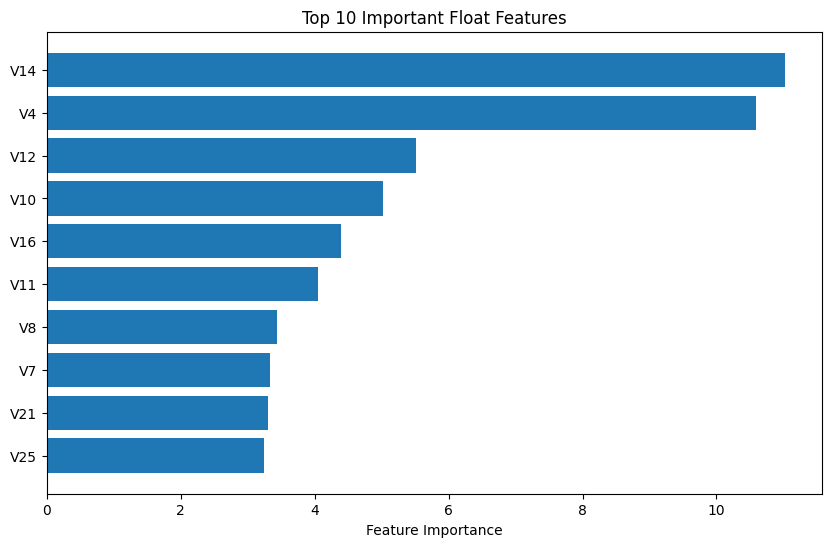 Top 10 Important Float Features
V14
V4
V12
V10
V16
V11
V8
V7
V21
V25
0 2 4 6 8 10
Feature Importance